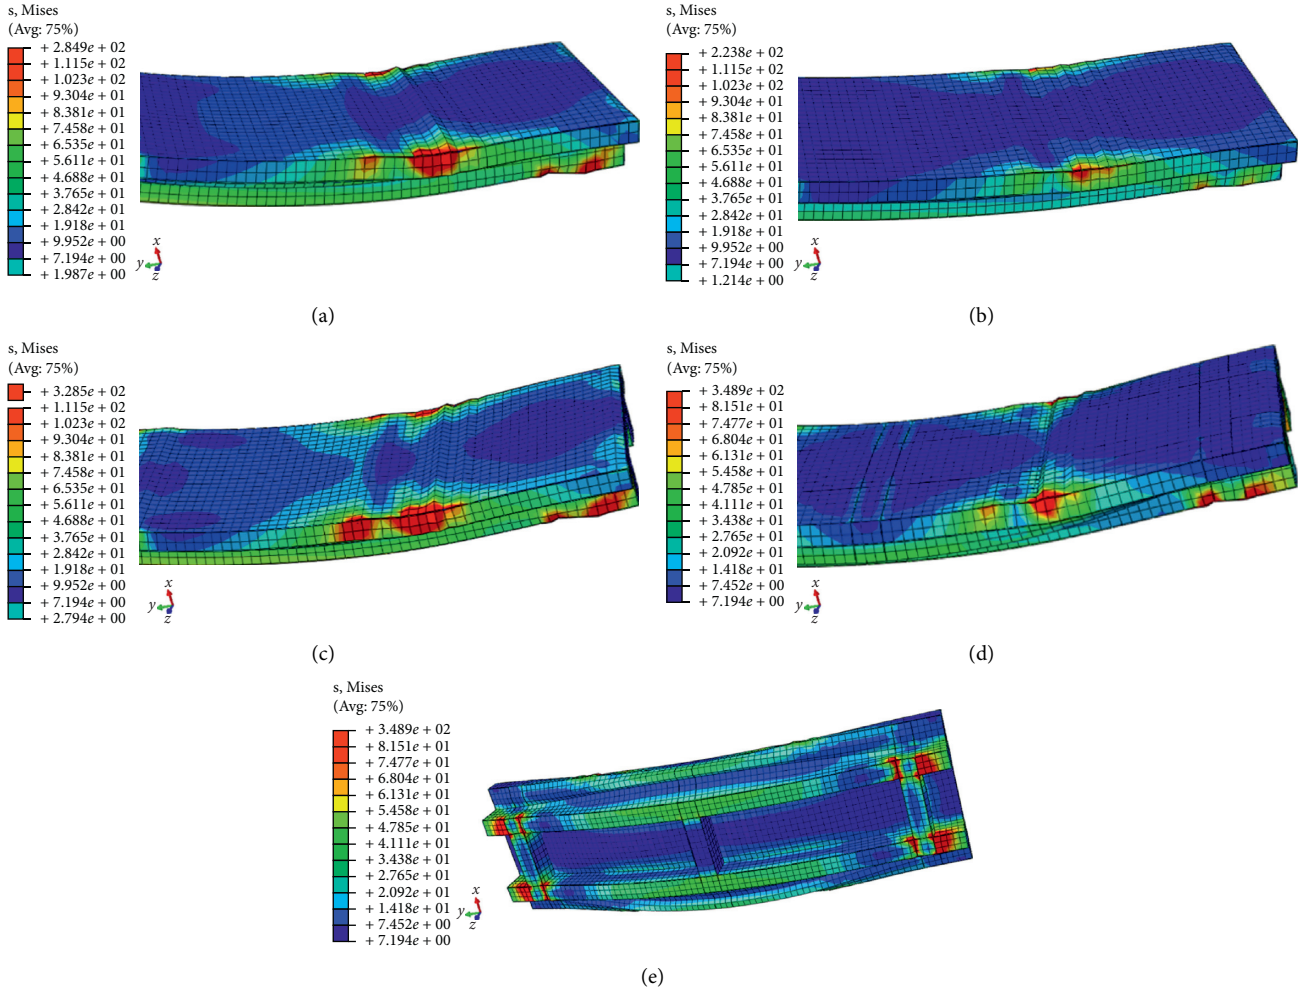 s, Mises
(Avg: 75%)
+ 2.849e + 02
+ 1.115e + 02
+ 1.023e + 02
+ 9.304e + 01
+ 8.381e + 01
+ 7.458e + 01
+ 6.535e + 01
+ 5.611e + 01
+ 4.688e + 01
+ 3.765e + 01
+ 2.842e + 01
+ 1.918e + 01
+ 9.952e + 00
+ 7.194e + 00
+ 1.987e + 00
x
y
z
(a)
s, Mises
(Avg: 75%)
+ 2.238e + 02
+ 1.115e + 02
+ 1.023e + 02
+ 9.304e + 01
+ 8.381e + 01
+ 7.458e + 01
+ 6.535e + 01
+ 5.611e + 01
+ 4.688e + 01
+ 3.765e + 01
+ 2.842e + 01
+ 1.918e + 01
+ 9.952e + 00
+ 7.194e + 00
+ 1.214e + 00
x
y
z
(b)
s, Mises
(Avg: 75%)
+ 3.285e + 02
+ 1.115e + 02
+ 1.023e + 02
+ 9.304e + 01
+ 8.381e + 01
+ 7.458e + 01
+ 6.535e + 01
+ 5.611e + 01
+ 4.688e + 01
+ 3.765e + 01
+ 2.842e + 01
+ 1.918e + 01
+ 9.952e + 00
+ 7.194e + 00
+ 2.794e + 00
x
y
z
(c)
s, Mises
(Avg: 75%)
+ 3.489e + 02
+ 8.151e + 01
+ 7.477e + 01
+ 6.804e + 01
+ 6.131e + 01
+ 5.458e + 01
+ 4.785e + 01
+ 4.111e + 01
+ 3.438e + 01
+ 2.765e + 01
+ 2.092e + 01
+ 1.418e + 01
+ 7.452e + 00
+ 7.194e + 00
x
y
z
(d)
s, Mises
(Avg: 75%)
+ 3.489e + 02
+ 8.151e + 01
+ 7.477e + 01
+ 6.804e + 01
+ 6.131e + 01
+ 5.458e + 01
+ 4.785e + 01
+ 4.111e + 01
+ 3.438e + 01
+ 2.765e + 01
+ 2.092e + 01
+ 1.418e + 01
+ 7.452e + 00
+ 7.194e + 00
x
y
z
(e)